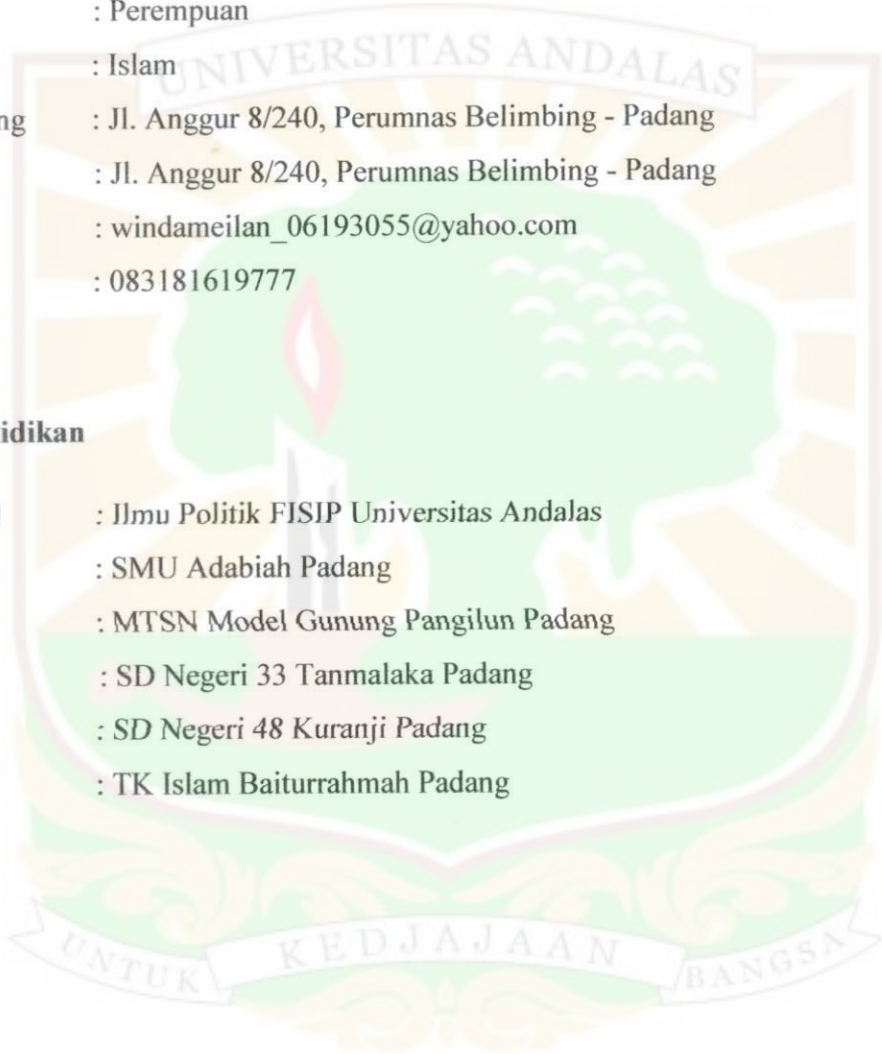 : Perempuan
UNIVERSITAS ANDALAS
: Islam
ng : Jl. Anggur 8/240, Perumnas Belimbing - Padang
: Jl. Anggur 8/240, Perumnas Belimbing - Padang
: windameilan_06193055@yahoo.com
: 083181619777
idikan
: Ilmu Politik FISIP Universitas Andalas
: SMU Adabiah Padang
: MTSN Model Gunung Pangilun Padang
: SD Negeri 33 Tanmalaka Padang
: SD Negeri 48 Kuranji Padang
: TK Islam Baiturrahmah Padang
UNTUK KEDJAJAAN BANGSA